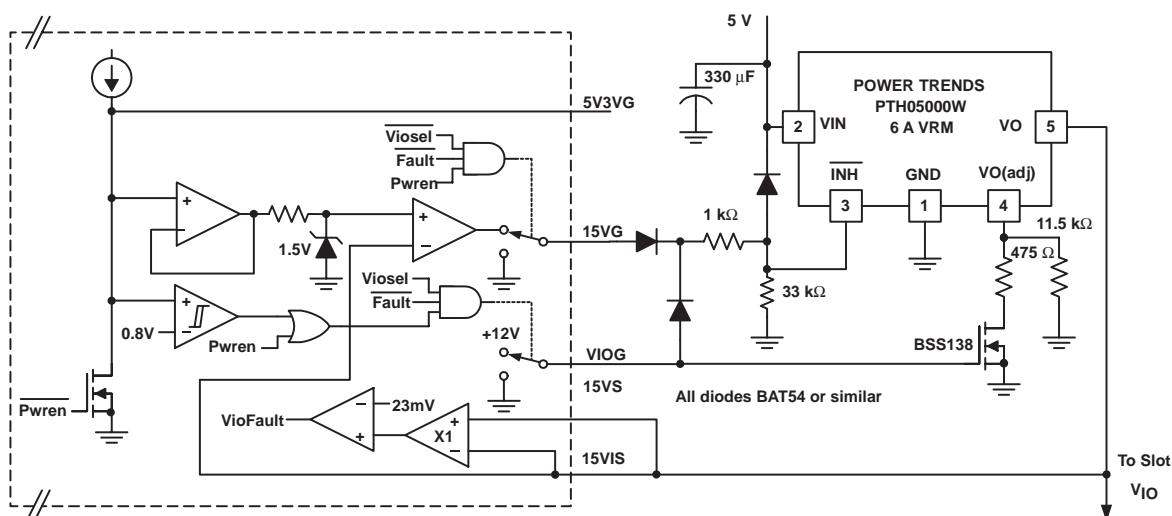 5 V
330 μF
POWER TRENDS
PTH05000W
6 A VRM
2
VIN
VO
5
INH
GND
VO(adj)
3
1
4
5V3VG
Viosel
Fault
Pwren
+
−
1.5V
+
−
15VG
1 kΩ
11.5 kΩ
475 Ω
33 kΩ
Viosel
Fault
+
0.8V
−
Pwren
+12V
VIOG
BSS138
15VS
All diodes BAT54 or similar
Pwren
VioFault
−
23mV
+
X1
+
−
15VIS
To Slot
VIO